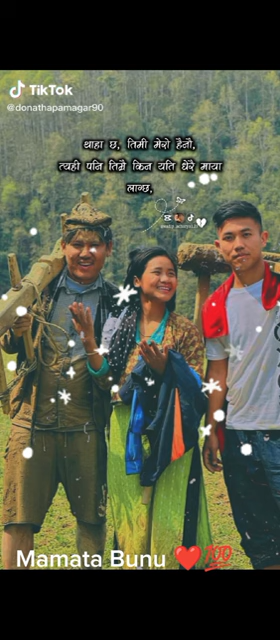 TikTok
@donathapamagar90
थाहा छ, तिमी मेरो हैनौ,
त्यही पनि तिम्रै किन यति धेरै माया
लाग्छ,
Mamata Bunu ❤️💯